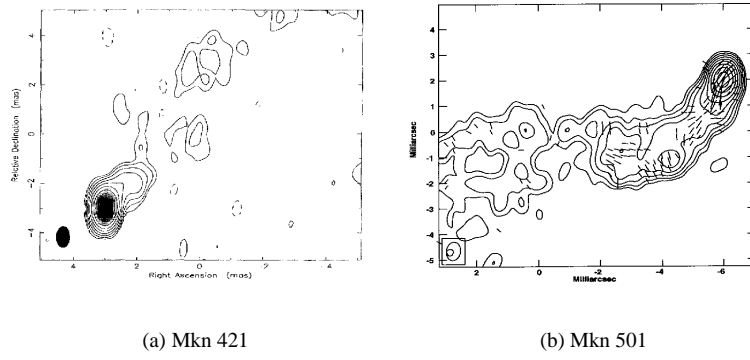 4
2
0
-2
-4
Relative Declination (mas)
4 2 0 -2 -4
Right Ascension (mas)
4
3
2
1
0
-1
-2
-3
-4
-5
Milliarcsec
2 0 -2 -4 -6
Milliarcsec
(a) Mkn 421
(b) Mkn 501